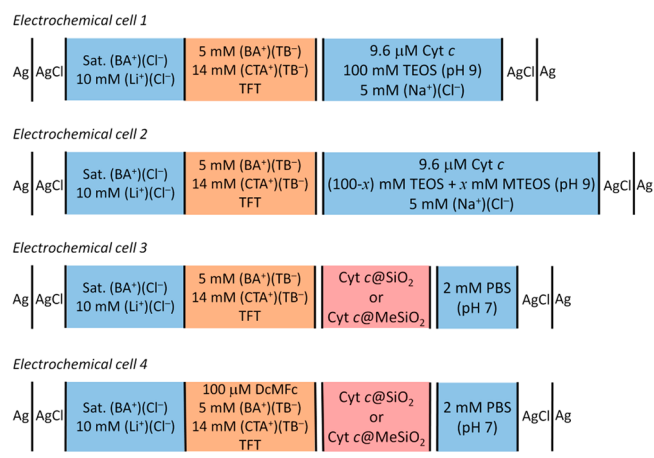 Electrochemical cell 1
Ag AgCl
Sat. (BA⁺)(Cl⁻)
10 mM (Li⁺)(Cl⁻)
5 mM (BA⁺)(TB⁻)
14 mM (CTA⁺)(TB⁻)
TFT
9.6 μM Cyt c
100 mM TEOS (pH 9)
5 mM (Na⁺)(Cl⁻)
AgCl Ag
Electrochemical cell 2
Ag AgCl
Sat. (BA⁺)(Cl⁻)
10 mM (Li⁺)(Cl⁻)
5 mM (BA⁺)(TB⁻)
14 mM (CTA⁺)(TB⁻)
TFT
9.6 μM Cyt c
(100-x) mM TEOS + x mM MTEOS (pH 9)
5 mM (Na⁺)(Cl⁻)
AgCl Ag
Electrochemical cell 3
Ag AgCl
Sat. (BA⁺)(Cl⁻)
10 mM (Li⁺)(Cl⁻)
5 mM (BA⁺)(TB⁻)
14 mM (CTA⁺)(TB⁻)
TFT
Cyt c@SiO₂
or
Cyt c@MeSiO₂
2 mM PBS
(pH 7)
AgCl Ag
Electrochemical cell 4
Ag AgCl
Sat. (BA⁺)(Cl⁻)
10 mM (Li⁺)(Cl⁻)
100 μM DcMFc
5 mM (BA⁺)(TB⁻)
14 mM (CTA⁺)(TB⁻)
TFT
Cyt c@SiO₂
or
Cyt c@MeSiO₂
2 mM PBS
(pH 7)
AgCl Ag